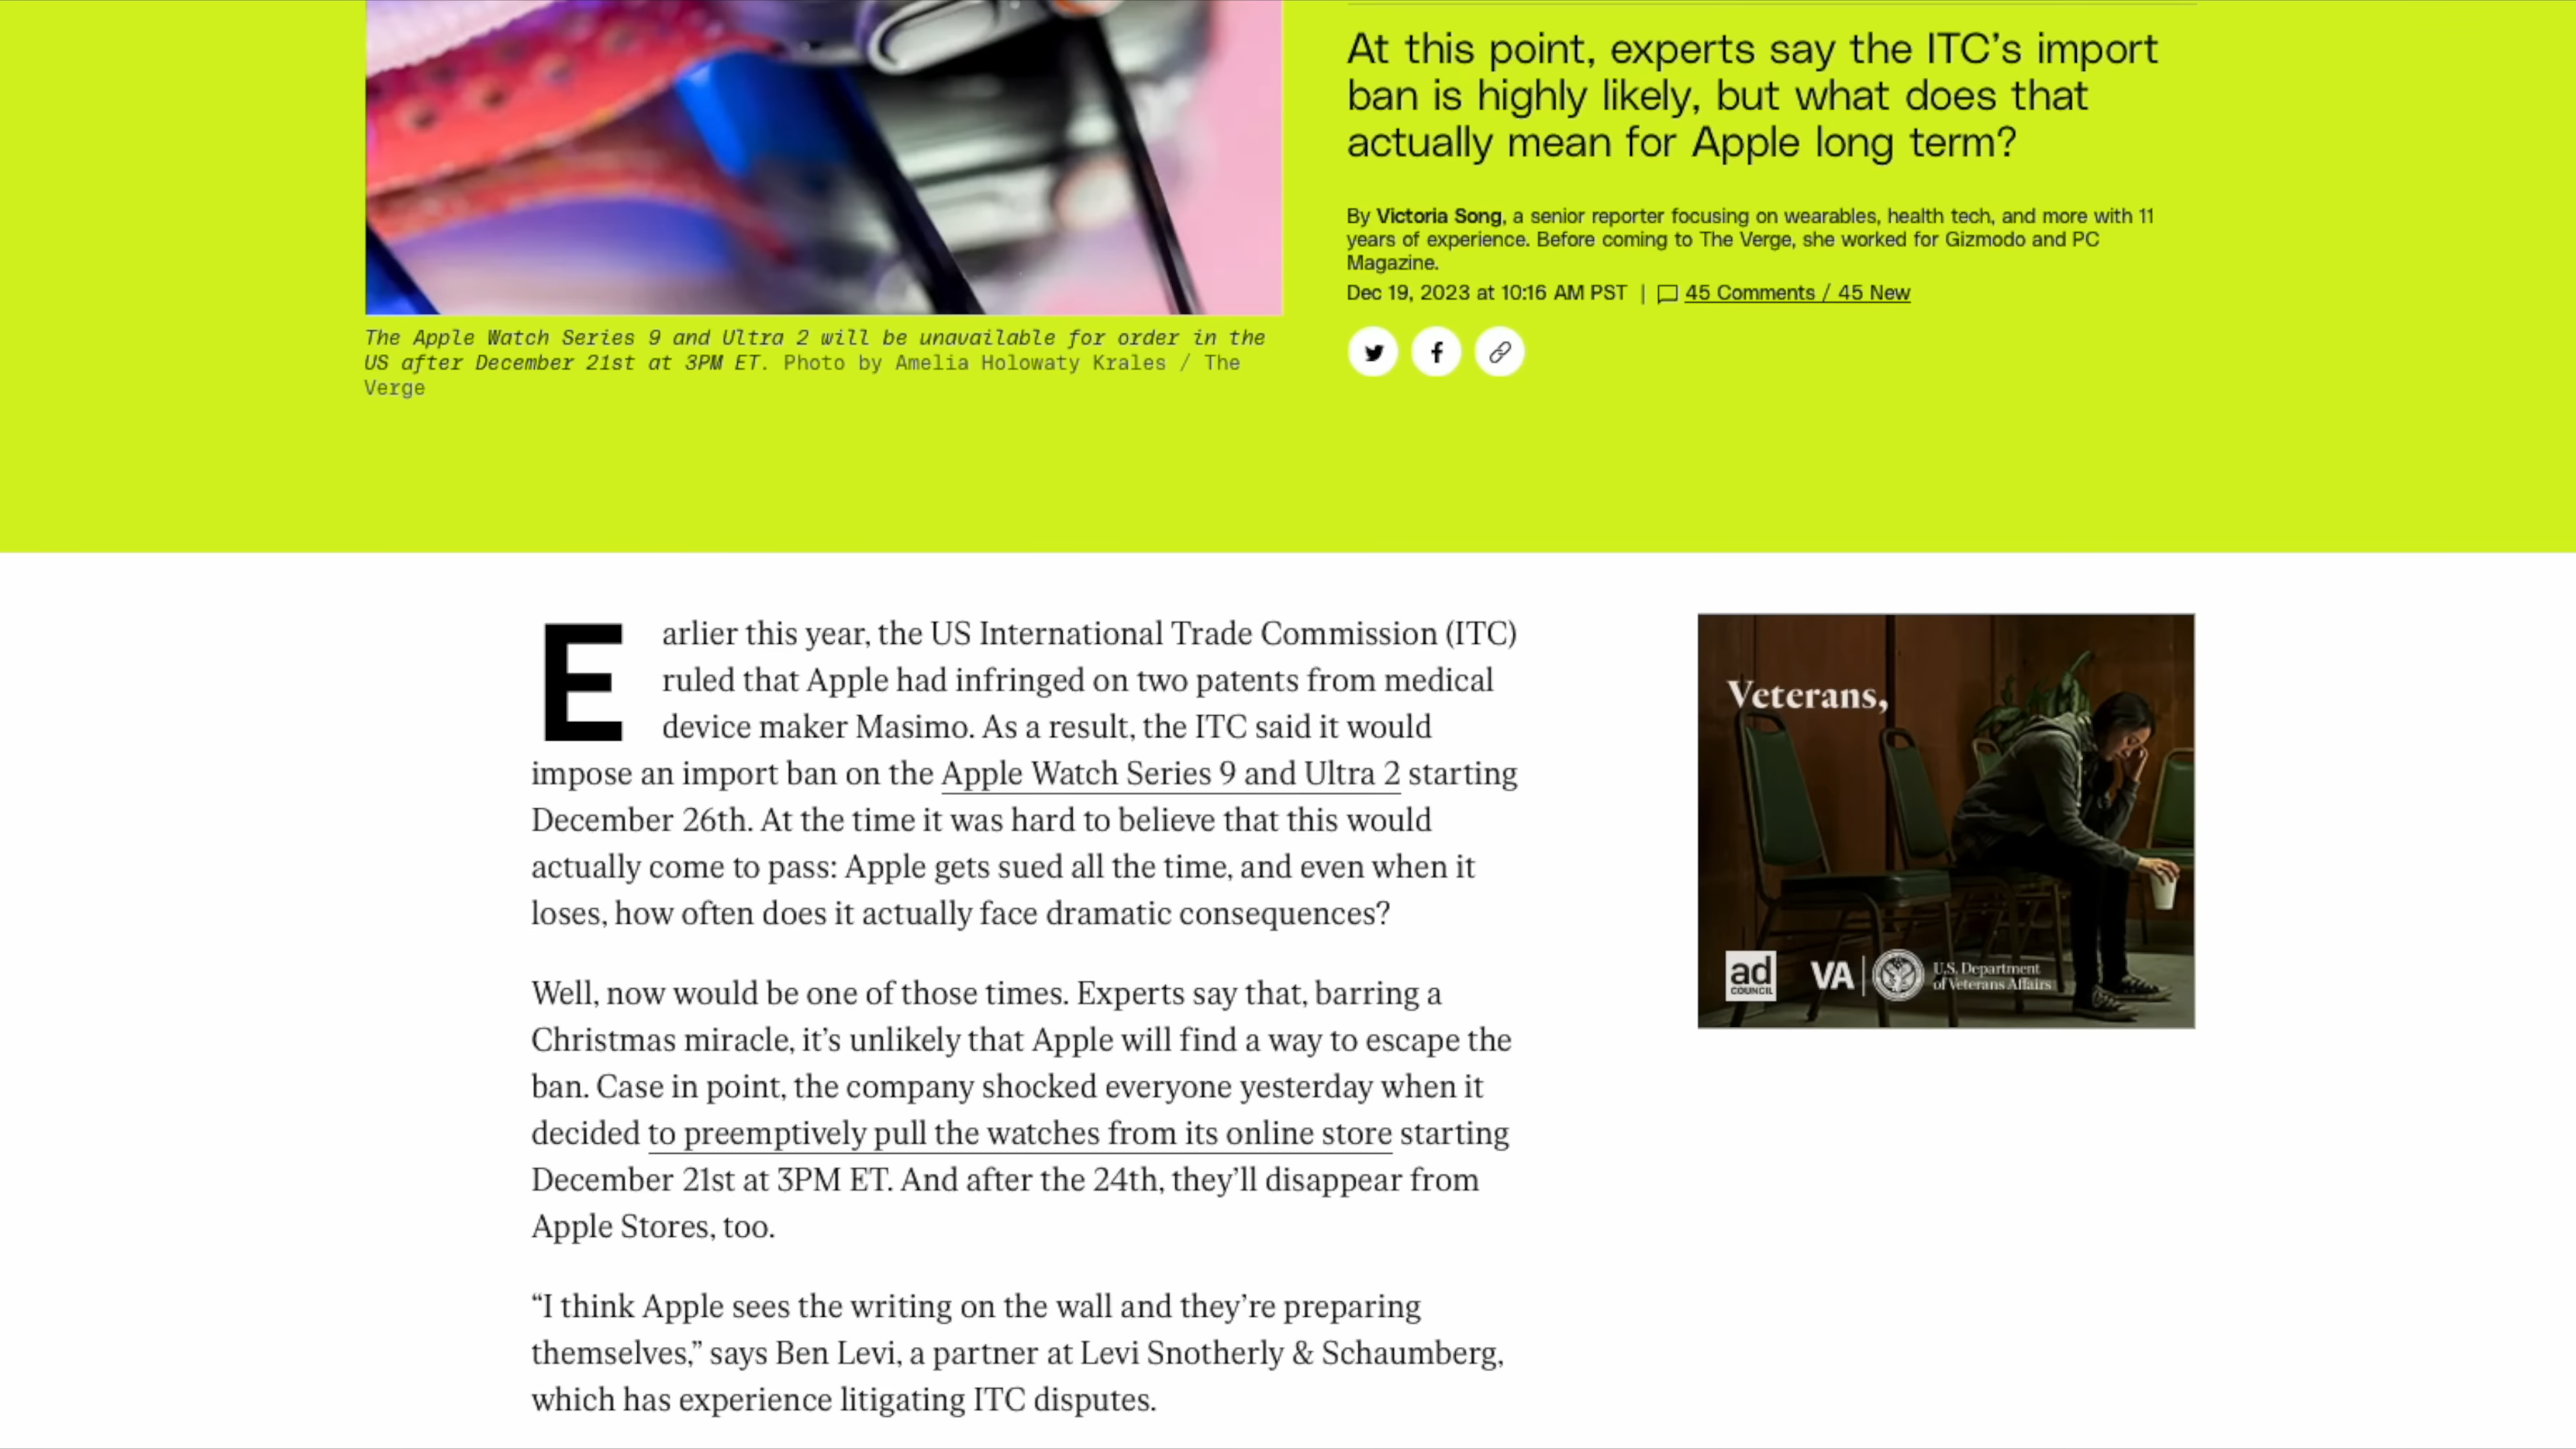 At this point, experts say the ITC’s import
ban is highly likely, but what does that
actually mean for Apple long term?
By Victoria Song, a senior reporter focusing on wearables, health tech, and more with 11
years of experience. Before coming to The Verge, she worked for Gizmodo and PC
Magazine.
Dec 19, 2023 at 10:16 AM PST | 45 Comments / 45 New
The Apple Watch Series 9 and Ultra 2 will be unavailable for order in the
US after December 21st at 3PM ET. Photo by Amelia Holowaty Krales / The
Verge
Earlier this year, the US International Trade Commission (ITC)
ruled that Apple had infringed on two patents from medical
device maker Masimo. As a result, the ITC said it would
impose an import ban on the Apple Watch Series 9 and Ultra 2 starting
December 26th. At the time it was hard to believe that this would
actually come to pass: Apple gets sued all the time, and even when it
loses, how often does it actually face dramatic consequences?
Well, now would be one of those times. Experts say that, barring a
Christmas miracle, it’s unlikely that Apple will find a way to escape the
ban. Case in point, the company shocked everyone yesterday when it
decided to preemptively pull the watches from its online store starting
December 21st at 3PM ET. And after the 24th, they’ll disappear from
Apple Stores, too.
“I think Apple sees the writing on the wall and they’re preparing
themselves,” says Ben Levi, a partner at Levi Snotherly & Schaumberg,
which has experience litigating ITC disputes.
Veterans,
ad
COUNCIL
VA
U.S. Department
of Veterans Affairs